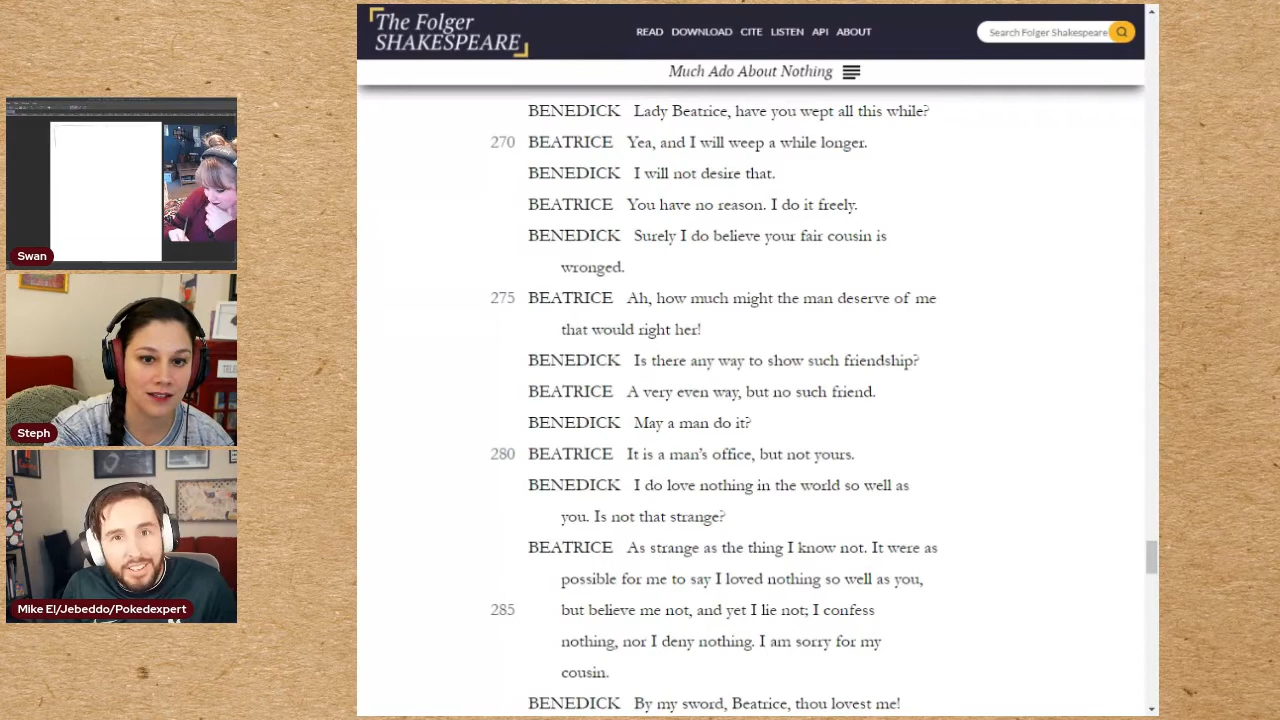 The Folger
SHAKESPEARE
READ DOWNLOAD CITE LISTEN API ABOUT
Search Folger Shakespeare
Much Ado About Nothing
BENEDICK Lady Beatrice, have you wept all this while?
270 BEATRICE Yea, and I will weep a while longer.
BENEDICK I will not desire that.
BEATRICE You have no reason. I do it freely.
BENEDICK Surely I do believe your fair cousin is
wronged.
275 BEATRICE Ah, how much might the man deserve of me
that would right her!
BENEDICK Is there any way to show such friendship?
BEATRICE A very even way, but no such friend.
BENEDICK May a man do it?
280 BEATRICE It is a man's office, but not yours.
BENEDICK I do love nothing in the world so well as
you. Is not that strange?
BEATRICE As strange as the thing I know not. It were as
possible for me to say I loved nothing so well as you,
285 but believe me not, and yet I lie not; I confess
nothing, nor I deny nothing. I am sorry for my
cousin.
BENEDICK By my sword, Beatrice, thou lovest me!
Swan
Steph
Mike El/Jebeddo/Pokedexpert